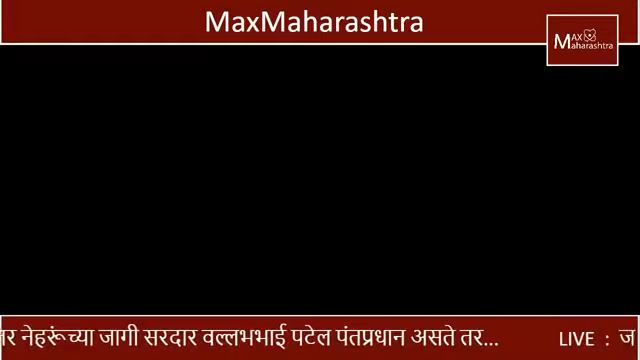 MaxMaharashtra
MAX
Maharashtra
नेहरूंच्या जागी सरदार वल्लभभाई पटेल पंतप्रधान असते तर... LIVE : ज